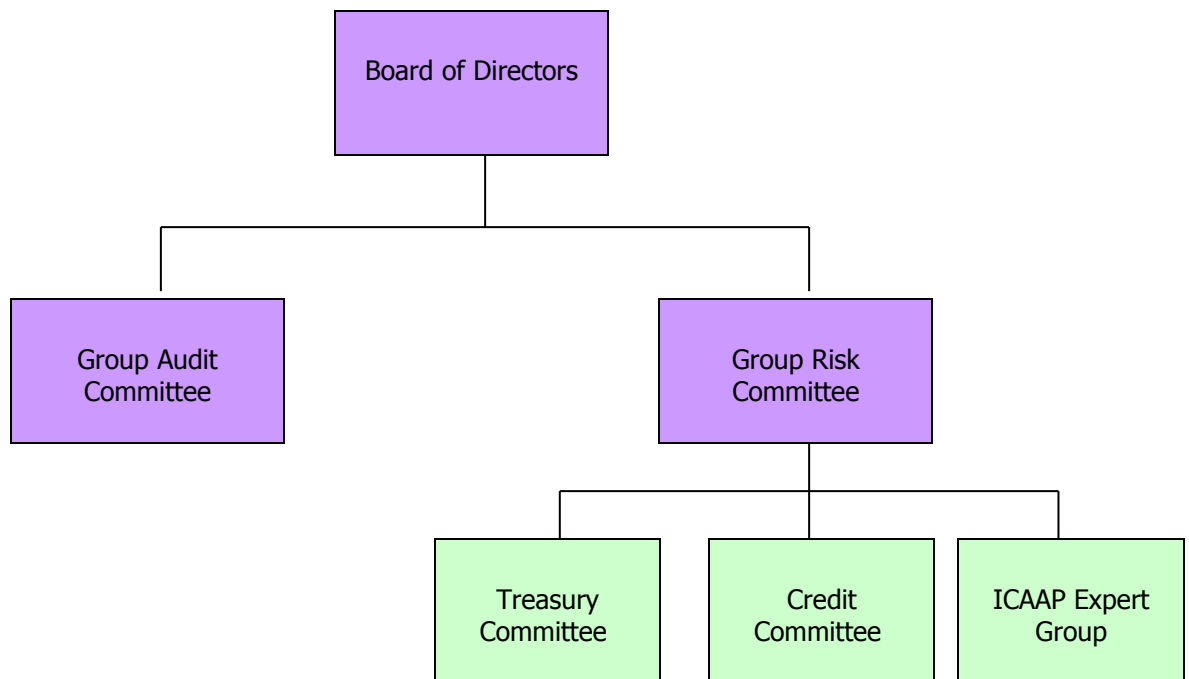 Board of Directors
Group Audit
Committee
Group Risk
Committee
Treasury
Committee
Credit
Committee
ICAAP Expert
Group